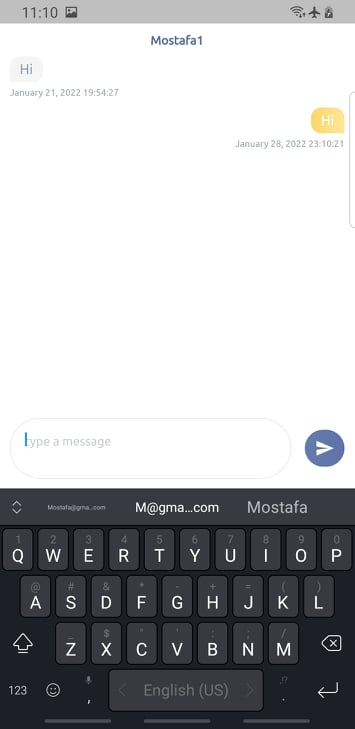 11:10
Mostafa1
Hi
January 21, 2022 19:54:27
Hi
January 28, 2022 23:10:21
type a message
Mostafa@gma...com M@gma...com Mostafa
1 2 3 4 5 6 7 8 9 0
Q W E R T Y U I O P
@ # & * - + = ( )
A S D F G H J K L
_ $ " ' : ; /
Z X C V B N M
123 , English (US) .
!?